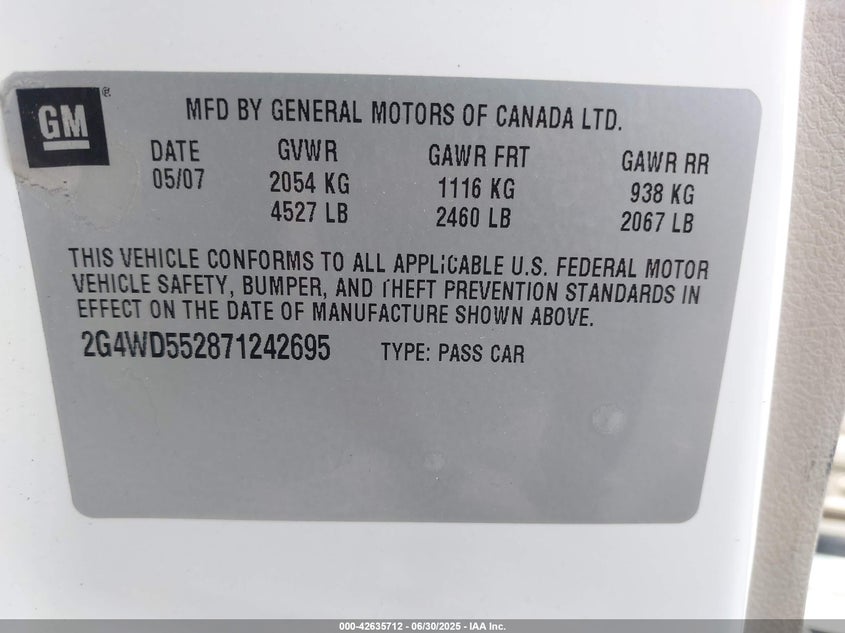 GM
MFD BY GENERAL MOTORS OF CANADA LTD.
DATE GVWR GAWR FRT GAWR RR
05/07 2054 KG 1116 KG 938 KG
4527 LB 2460 LB 2067 LB
THIS VEHICLE CONFORMS TO ALL APPLICABLE U.S. FEDERAL MOTOR
VEHICLE SAFETY, BUMPER, AND THEFT PREVENTION STANDARDS IN
EFFECT ON THE DATE OF MANUFACTURE SHOWN ABOVE.
2G4WD552871242695 TYPE: PASS CAR
000-42635712 - 06/30/2025 - IAA Inc.